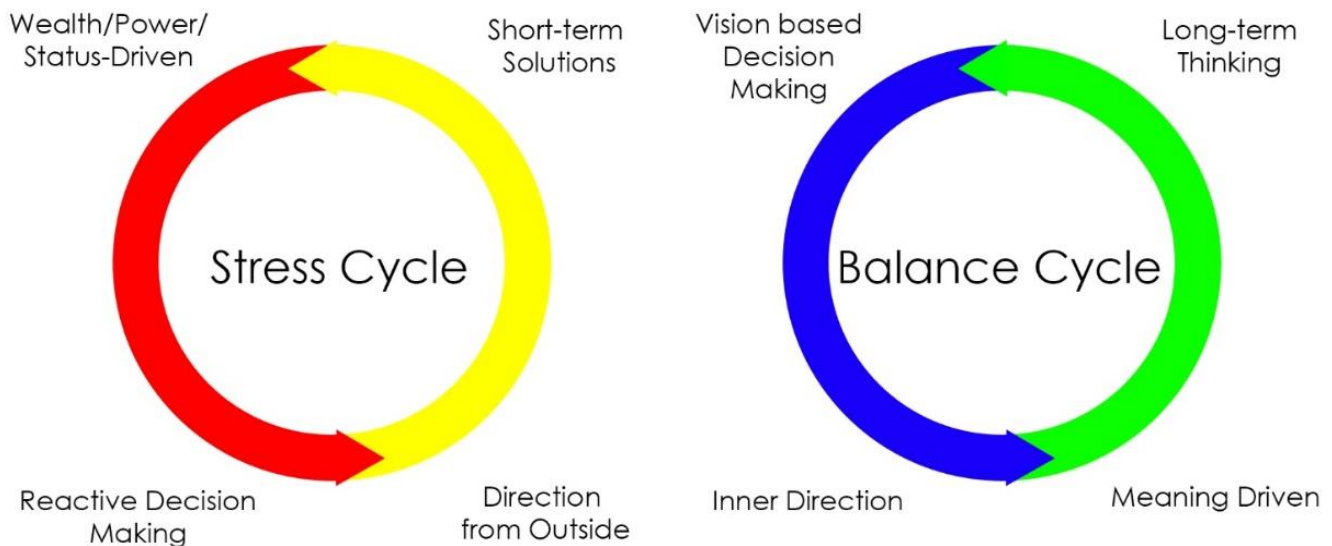 Wealth/Power/
Status-Driven
Short-term
Solutions
Stress Cycle
Reactive Decision
Making
Direction
from Outside
Vision based
Decision
Making
Long-term
Thinking
Balance Cycle
Inner Direction
Meaning Driven